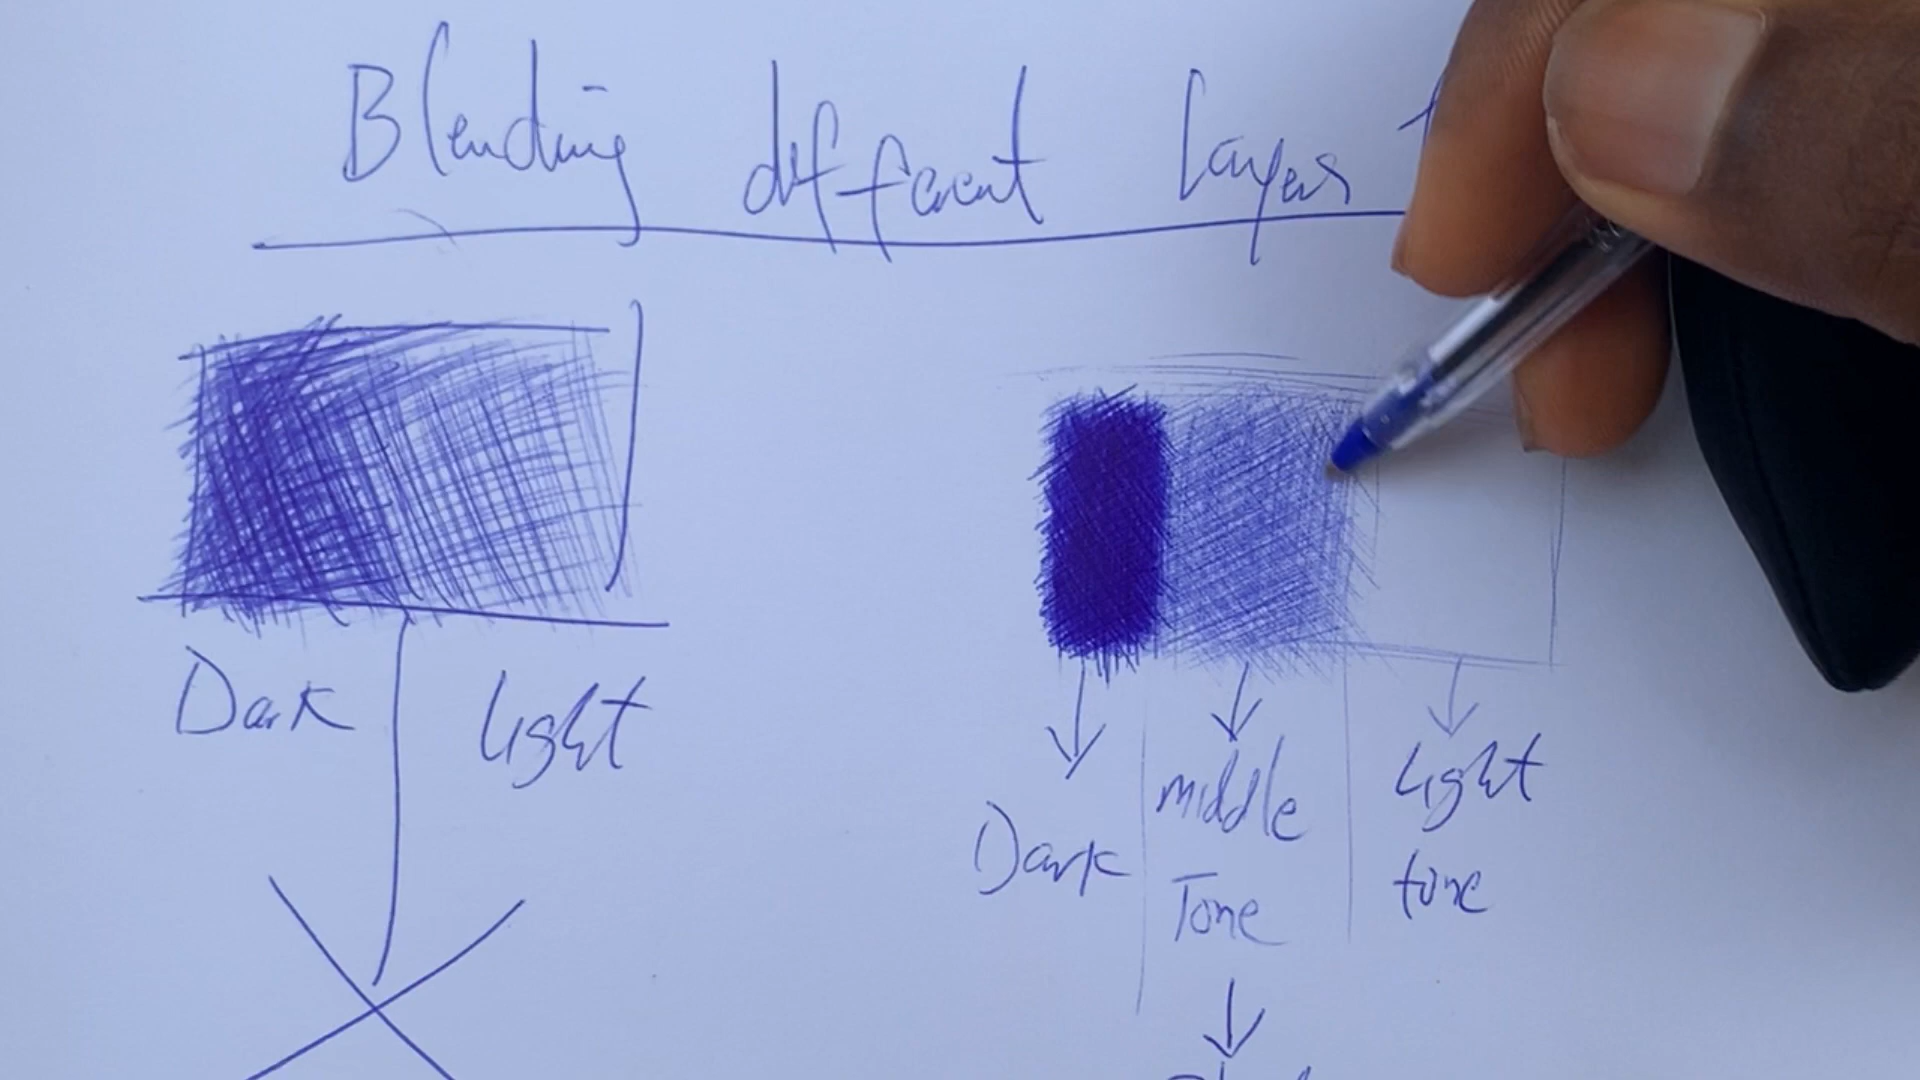 Blending different layers
Dark
light
Dark
middle
Tone
light
tone